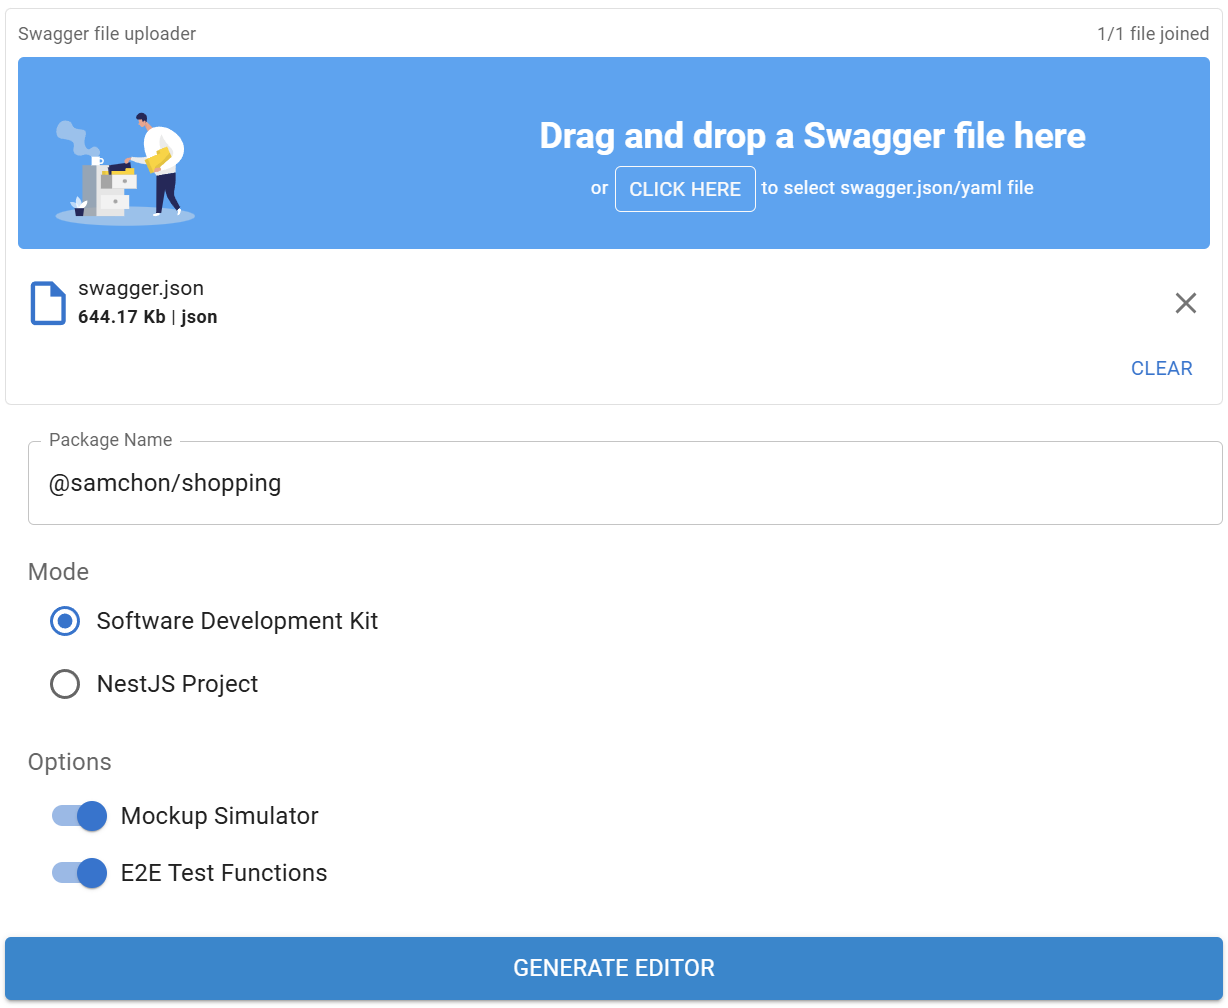 Swagger file uploader
1/1 file joined
Drag and drop a Swagger file here
or CLICK HERE to select swagger.json/yaml file
swagger.json
644.17 Kb | json
CLEAR
Package Name
@samchon/shopping
Mode
Software Development Kit
NestJS Project
Options
Mockup Simulator
E2E Test Functions
GENERATE EDITOR